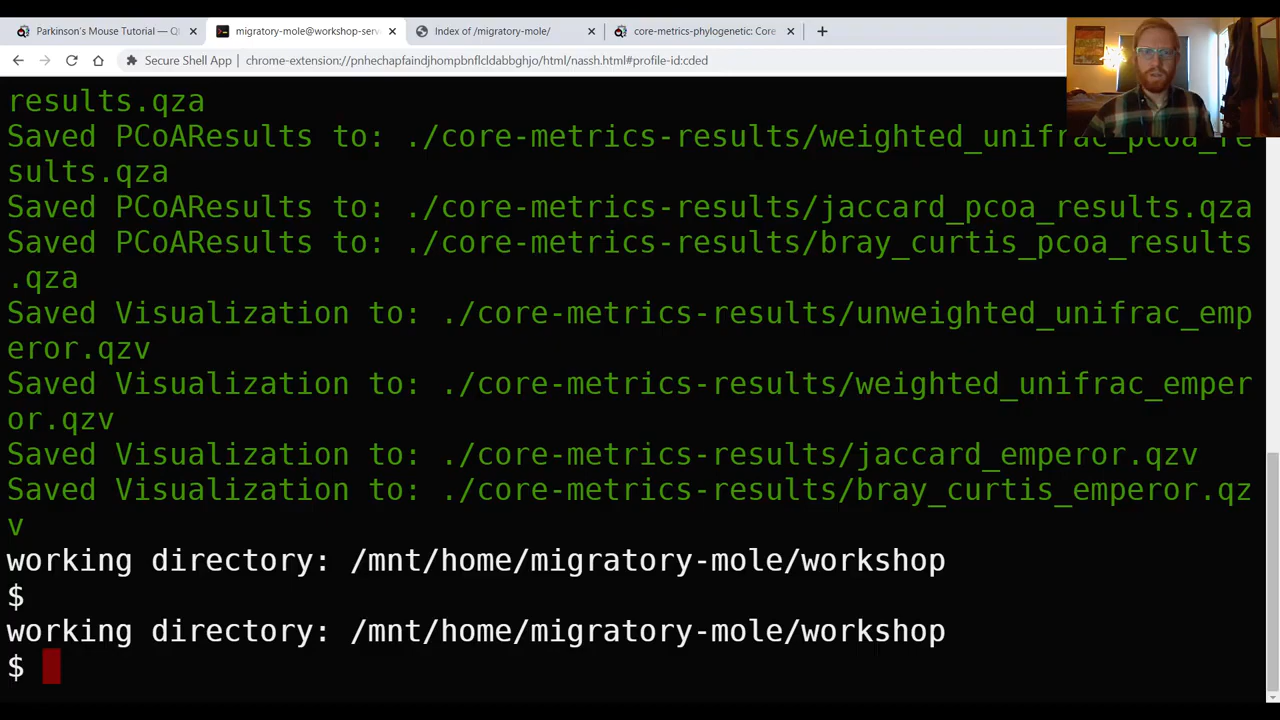 Parkinson's Mouse Tutorial — Q
migratory-mole@workshop-serv
Index of /migratory-mole/
core-metrics-phylogenetic: Core
Secure Shell App | chrome-extension://pnhechapfaindjhompbnflcldabbghjo/html/nassh.html#profile-id:cded
results.qza
Saved PCoAResults to: ./core-metrics-results/weighted_unifrac_pcoa_re
sults.qza
Saved PCoAResults to: ./core-metrics-results/jaccard_pcoa_results.qza
Saved PCoAResults to: ./core-metrics-results/bray_curtis_pcoa_results
.qza
Saved Visualization to: ./core-metrics-results/unweighted_unifrac_emp
eror.qzv
Saved Visualization to: ./core-metrics-results/weighted_unifrac_emper
or.qzv
Saved Visualization to: ./core-metrics-results/jaccard_emperor.qzv
Saved Visualization to: ./core-metrics-results/bray_curtis_emperor.qz
v
working directory: /mnt/home/migratory-mole/workshop
$
working directory: /mnt/home/migratory-mole/workshop
$